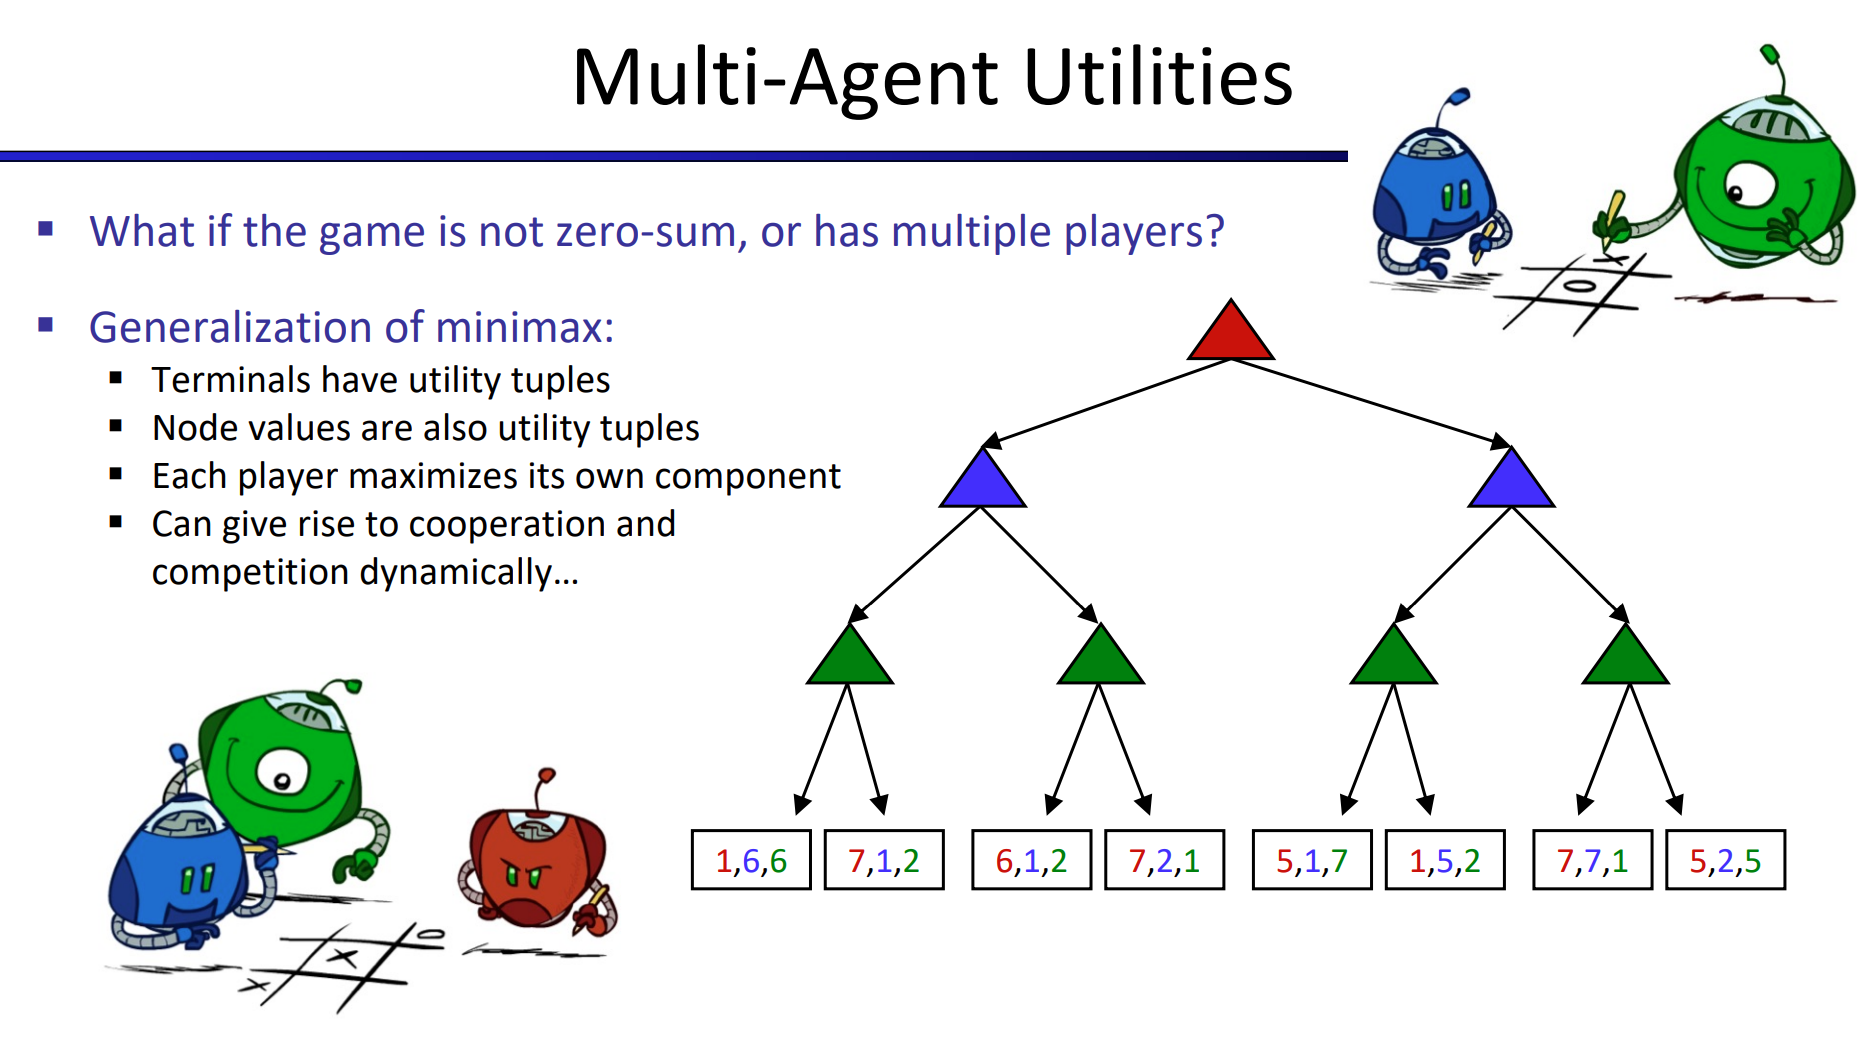 Multi-Agent Utilities
▪ What if the game is not zero-sum, or has multiple players?
▪ Generalization of minimax:
▪ Terminals have utility tuples
▪ Node values are also utility tuples
▪ Each player maximizes its own component
▪ Can give rise to cooperation and
competition dynamically…
1,6,6 7,1,2 6,1,2 7,2,1 5,1,7 1,5,2 7,7,1 5,2,5